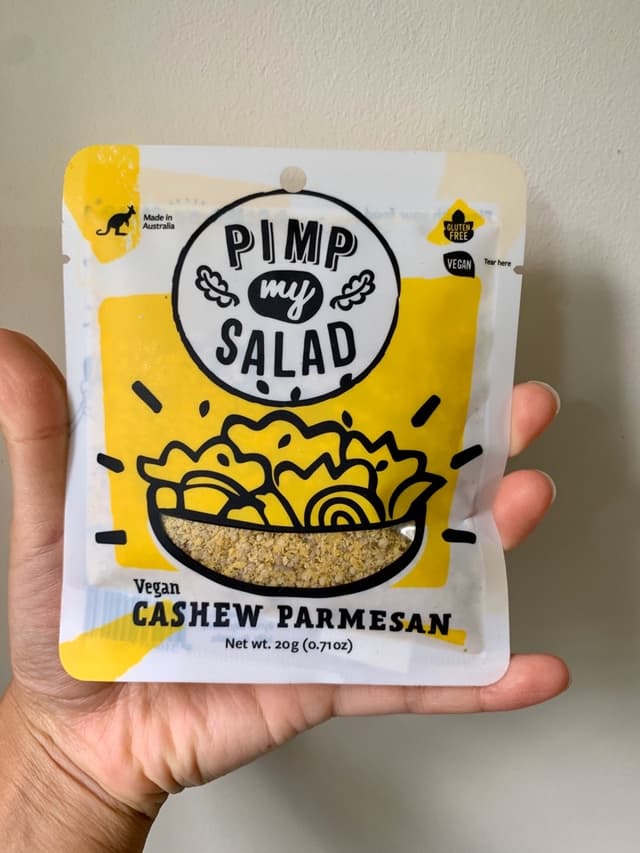 Made in
Australia
PIMP
my
SALAD
GLUTEN
FREE
VEGAN
Tear here
Vegan
CASHEW PARMESAN
Net wt. 20g (0.71oz)